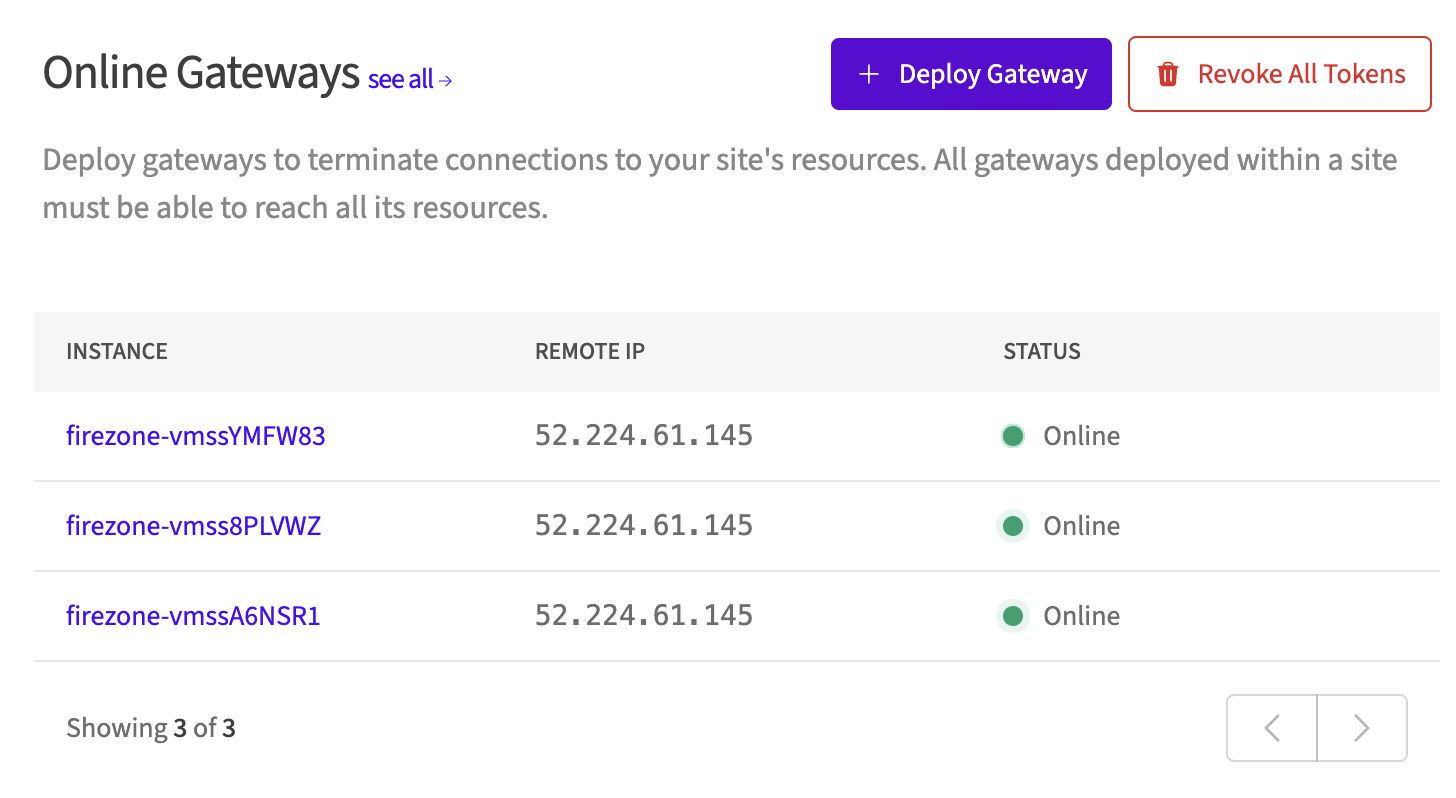 Online Gateways see all →
+ Deploy Gateway
Revoke All Tokens
Deploy gateways to terminate connections to your site's resources. All gateways deployed within a site
must be able to reach all its resources.
INSTANCE REMOTE IP STATUS
firezone-vmssYMFW83 52.224.61.145 Online
firezone-vmss8PLVWZ 52.224.61.145 Online
firezone-vmssA6NSR1 52.224.61.145 Online
Showing 3 of 3